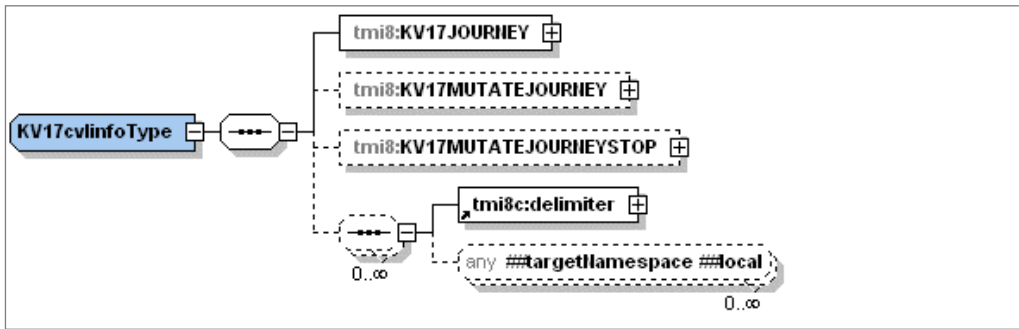 tmi8:KV17JOURNEY
tmi8:KV17MUTATEJOURNEY
KV17cvlinfoType
tmi8:KV17MUTATEJOURNEYSTOP
tmi8c:delimiter
0..∞
any ##targetNamespace ##local
0..∞